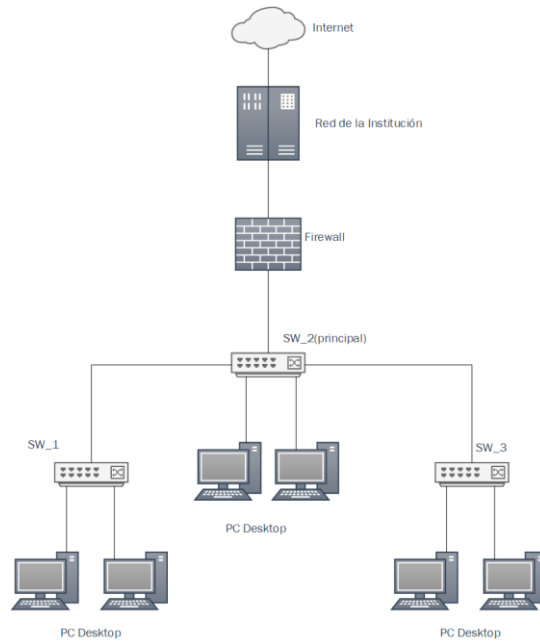 Internet
Red de la Institución
Firewall
SW_2(principal)
SW_1
SW_3
PC Desktop
PC Desktop
PC Desktop